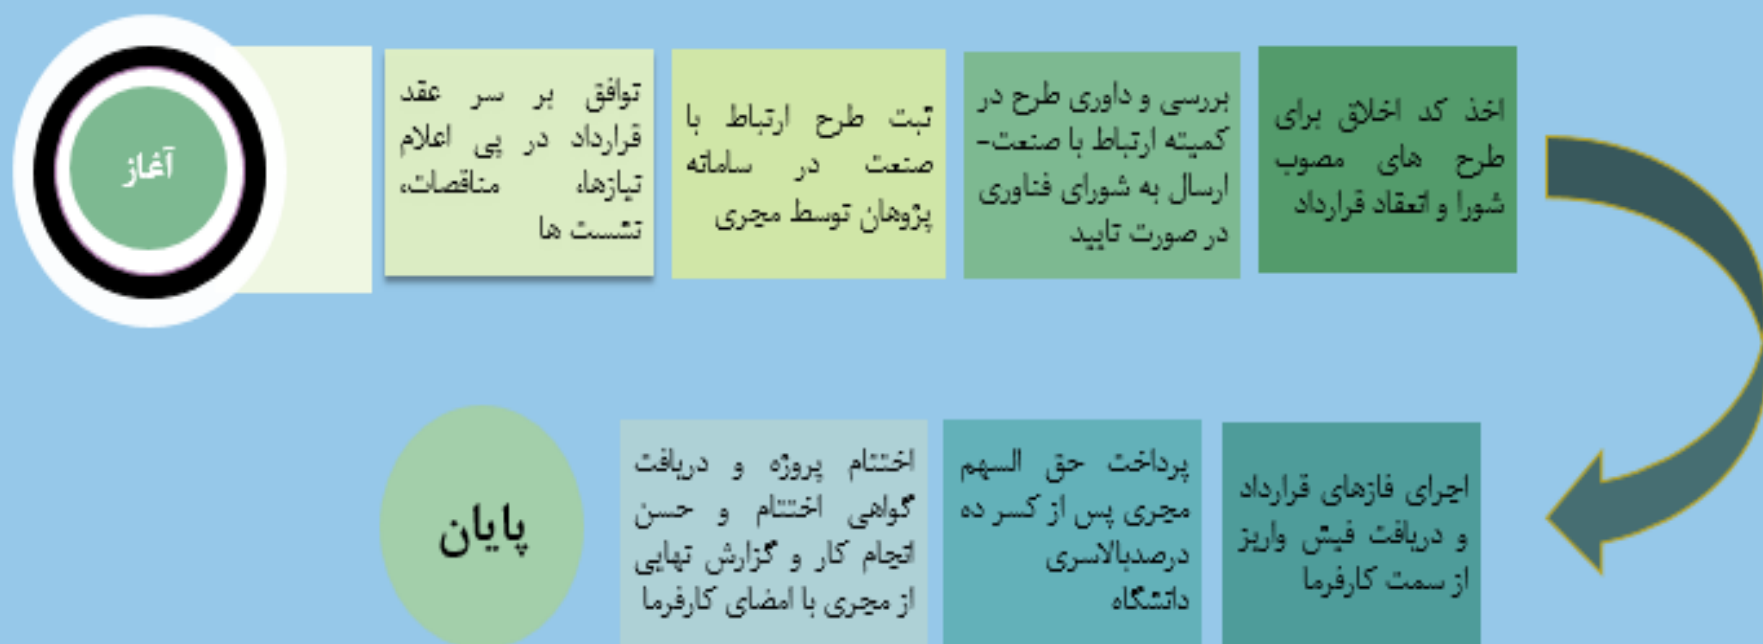 آغاز
توافق بر سر عقد
قرارداد در پی اعلام
نیازها، مناقصات،
نشست ها
ثبت طرح ارتباط با
صنعت در سامانه
پژوهان توسط مجری
بررسی و داوری طرح در
کمیته ارتباط با صنعت-
ارسال به شورای فناوری
در صورت تایید
اخذ کد اخلاق برای
طرح های مصوب
شورا و انعقاد قرارداد
اجرای فازهای قرارداد
و دریافت فیش واریز
از سمت کارفرما
پرداخت حق السهم
مجری پس از کسر ده
درصدبالاسری
دانشگاه
اختتام پروژه و دریافت
گواهی اختتام و حسن
انجام کار و گزارش نهایی
از مجری با امضای کارفرما
پایان